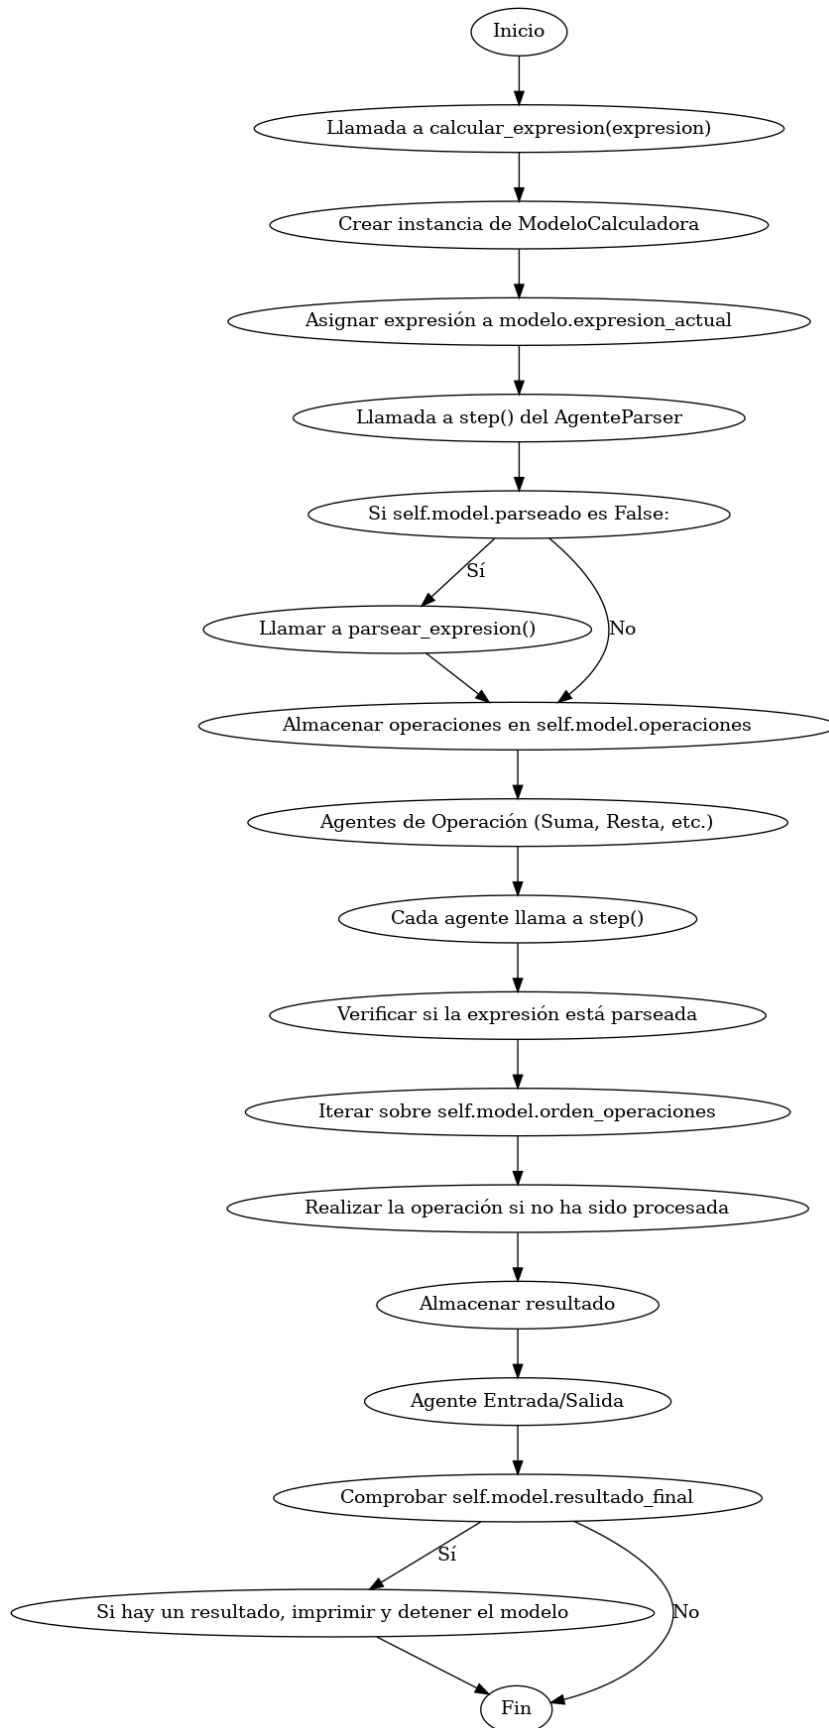 Inicio
Llamada a calcular_expresion(expresion)
Crear instancia de ModeloCalculadora
Asignar expresión a modelo.expresion_actual
Llamada a step() del AgenteParser
Si self.model.parseado es False:
Sí
Llamar a parsear_expresion()
No
Almacenar operaciones en self.model.operaciones
Agentes de Operación (Suma, Resta, etc.)
Cada agente llama a step()
Verificar si la expresión está parseada
Iterar sobre self.model.orden_operaciones
Realizar la operación si no ha sido procesada
Almacenar resultado
Agente Entrada/Salida
Comprobar self.model.resultado_final
Sí
Si hay un resultado, imprimir y detener el modelo
No
Fin